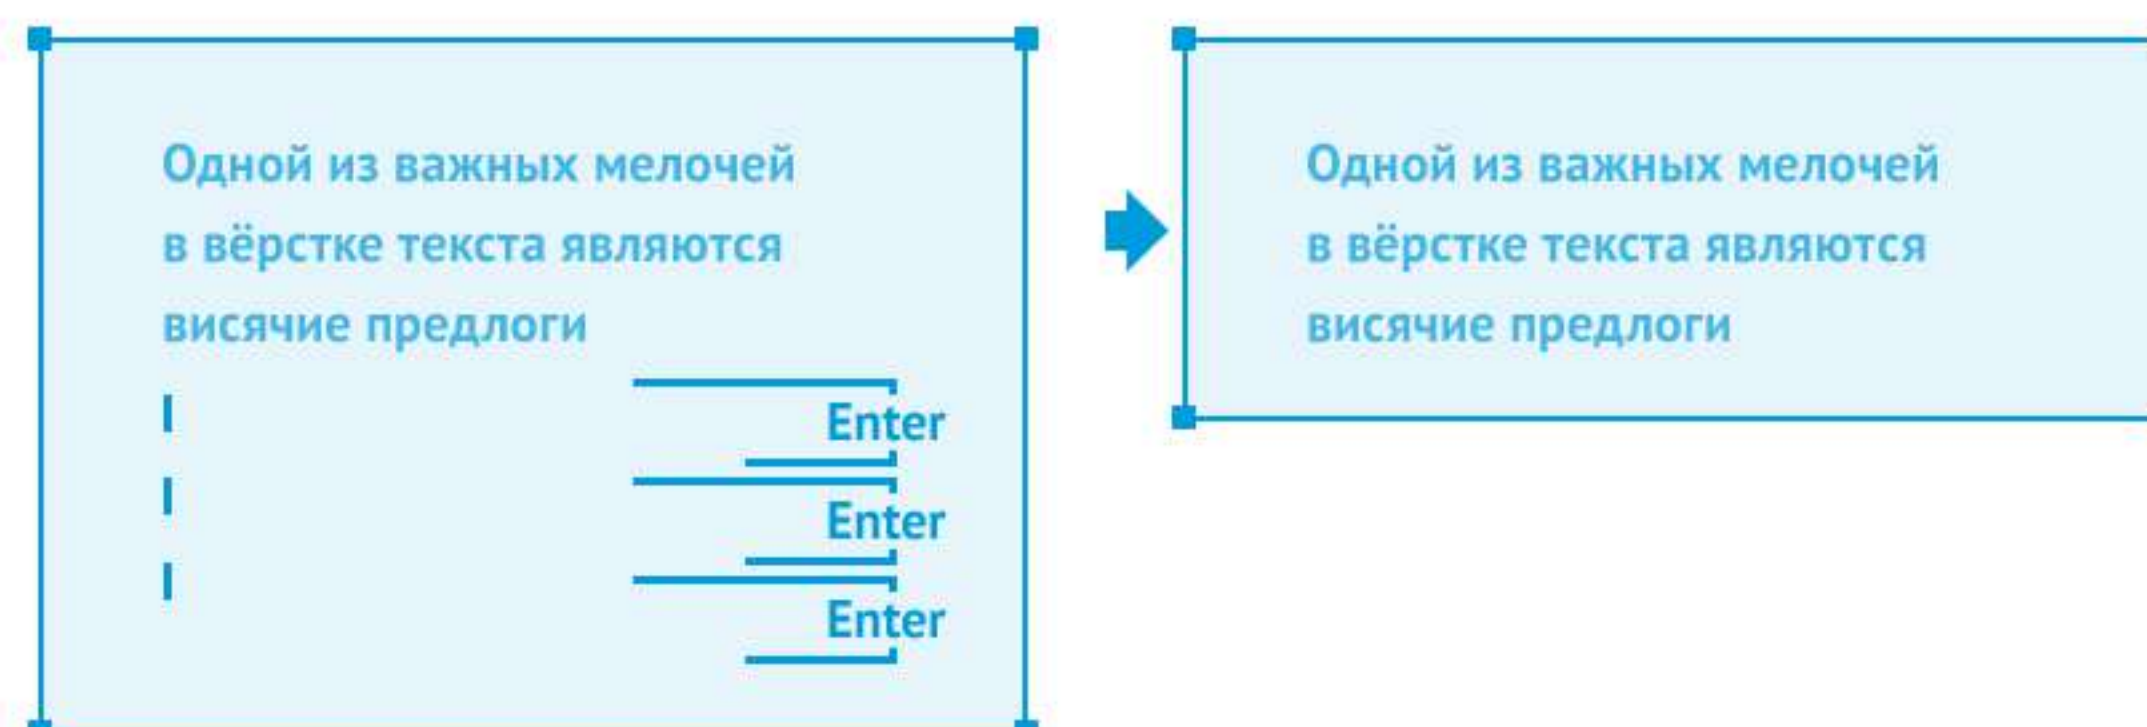 Одной из важных мелочей
в вёрстке текста являются
висячие предлоги
Enter
Enter
Enter
Одной из важных мелочей
в вёрстке текста являются
висячие предлоги